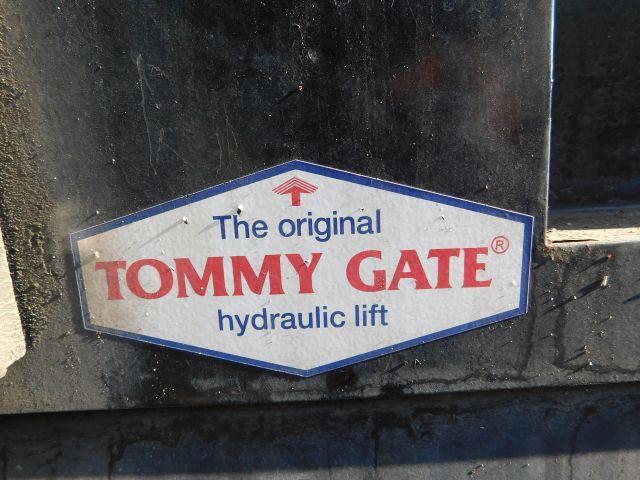 The original
TOMMY GATE®
hydraulic lift